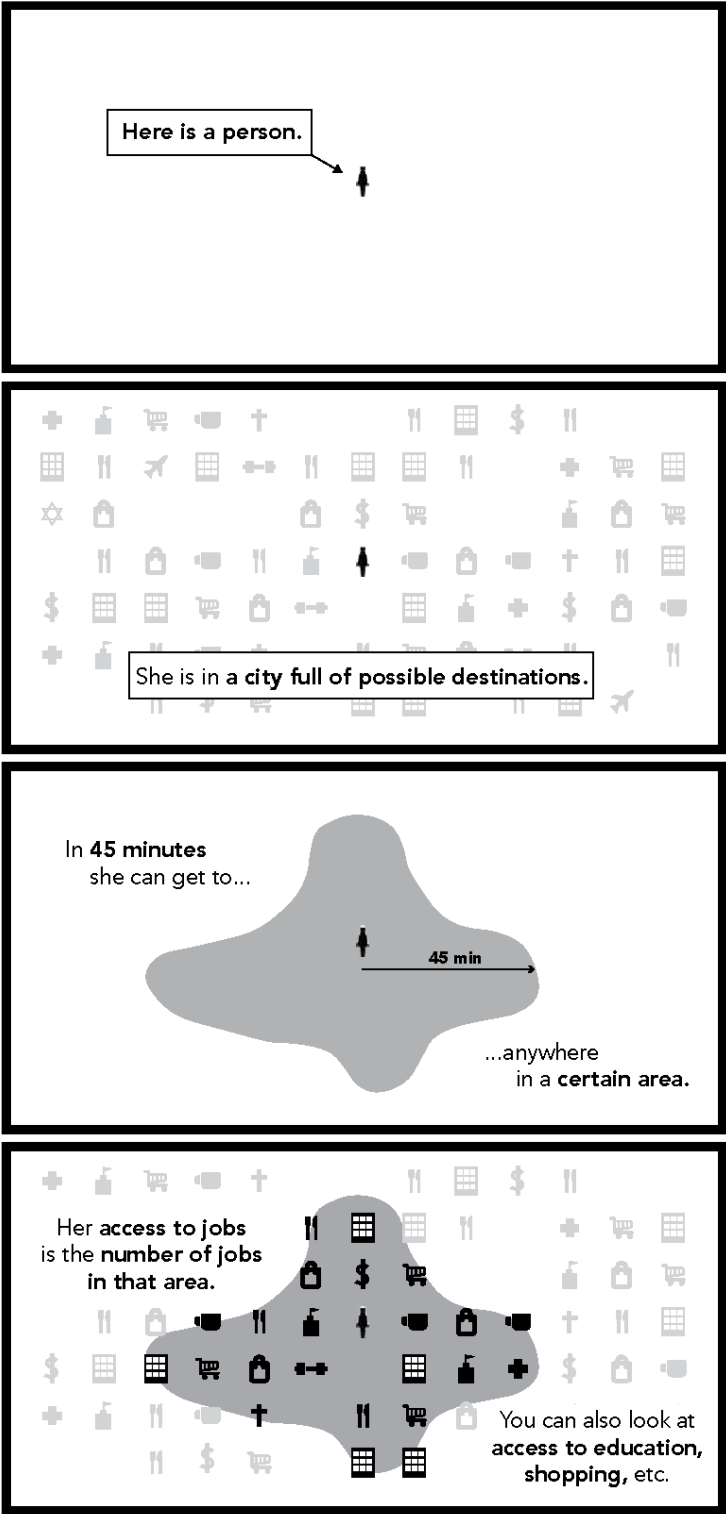 Here is a person.
She is in a city full of possible destinations.
In 45 minutes
she can get to...
45 min
...anywhere
in a certain area.
Her access to jobs
is the number of jobs
in that area.
You can also look at
access to education,
shopping, etc.